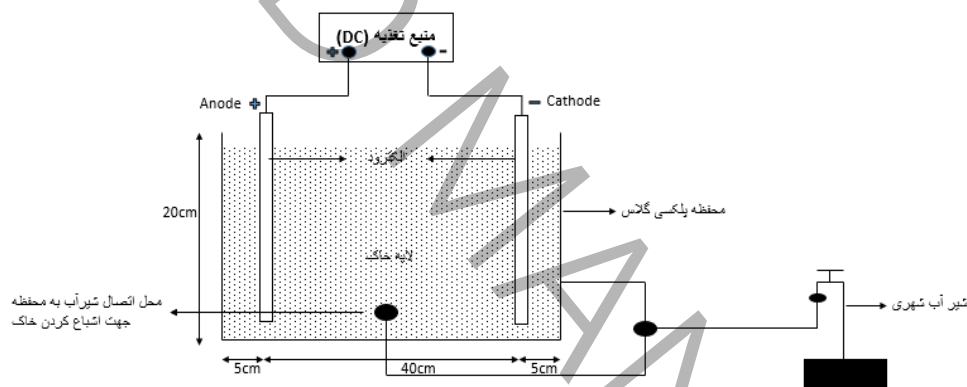 منبع تغذیه (DC)
+ -
Anode +
- Cathode
الکترود
20cm
محفظه پلکسی گلاس
لایه خاک
شیر آب شهری
محل اتصال شیرآب به محفظه
جهت اشباع کردن خاک
5cm
40cm
5cm